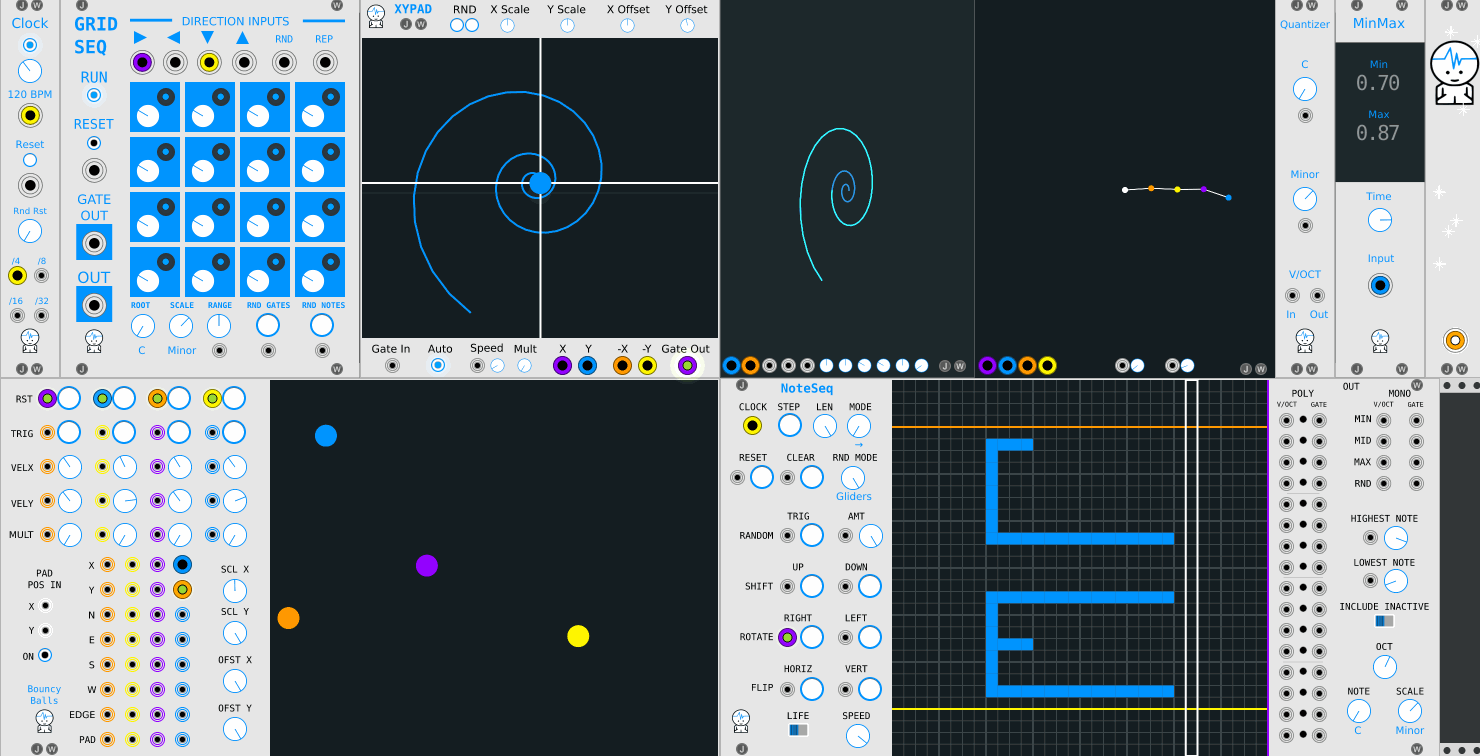 J W
Clock
120 BPM
Reset
Rnd Rst
/4 /8
/16 /32
J W
J W
GRID
SEQ
DIRECTION INPUTS
RND REP
RUN
RESET
GATE
OUT
OUT
ROOT SCALE RANGE RND GATES RND NOTES
C Minor
J W
XYPAD
J W
RND X Scale Y Scale X Offset Y Offset
Gate In Auto Speed Mult X Y -X -Y Gate Out
J W
J W
J W
Quantizer
C
Minor
V/OCT
In Out
J W
J W
MinMax
Min
0.70
Max
0.87
Time
Input
J W
J W
J W
RST
TRIG
VELX
VELY
MULT
PAD
POS IN
X
Y
ON
Bouncy
Balls
J W
X
Y
N
E
S
W
EDGE
PAD
SCL X
SCL Y
OFST X
OFST Y
J
NoteSeq
CLOCK STEP LEN MODE
→
RESET CLEAR RND MODE
Gliders
TRIG AMT
RANDOM
UP DOWN
SHIFT
RIGHT LEFT
ROTATE
HORIZ VERT
FLIP
LIFE SPEED
J
OUT
W
POLY MONO
V/OCT GATE V/OCT GATE
MIN
MID
MAX
RND
HIGHEST NOTE
LOWEST NOTE
INCLUDE INACTIVE
OCT
NOTE SCALE
C Minor
W